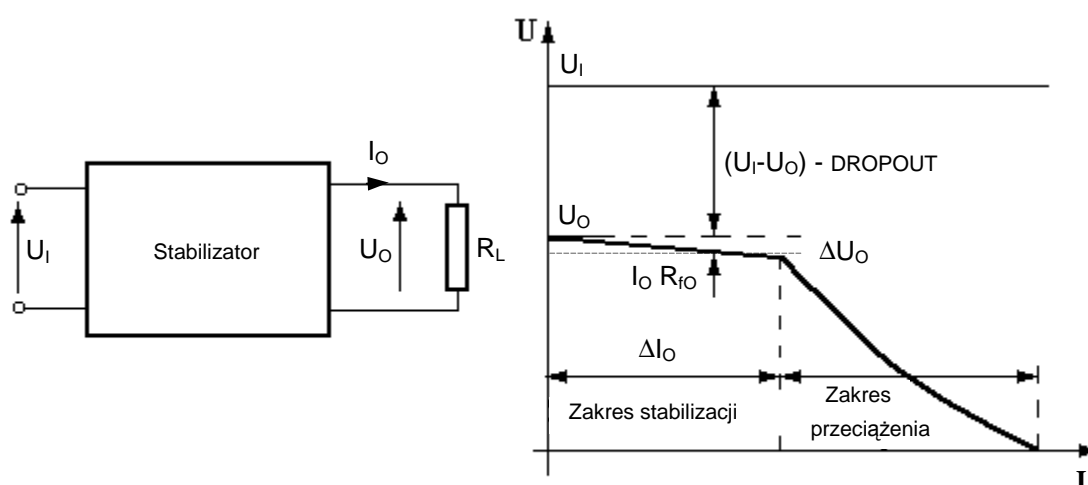 I_O
U_I
Stabilizator
U_O
R_L
U
U_I
(U_I-U_O) - DROPOUT
U_O
ΔU_O
I_O R_fO
ΔI_O
Zakres stabilizacji
Zakres
przeciążenia
I